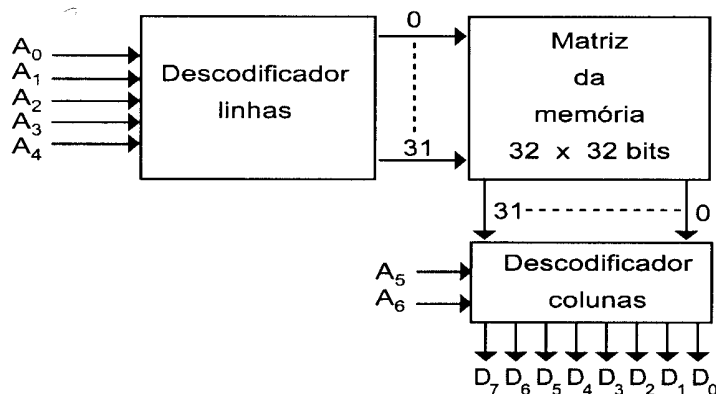 A0
A1
A2
A3
A4
Descodificador
linhas
0
31
Matriz
da
memória
32 x 32 bits
31
0
A5
A6
Descodificador
colunas
D7 D6 D5 D4 D3 D2 D1 D0